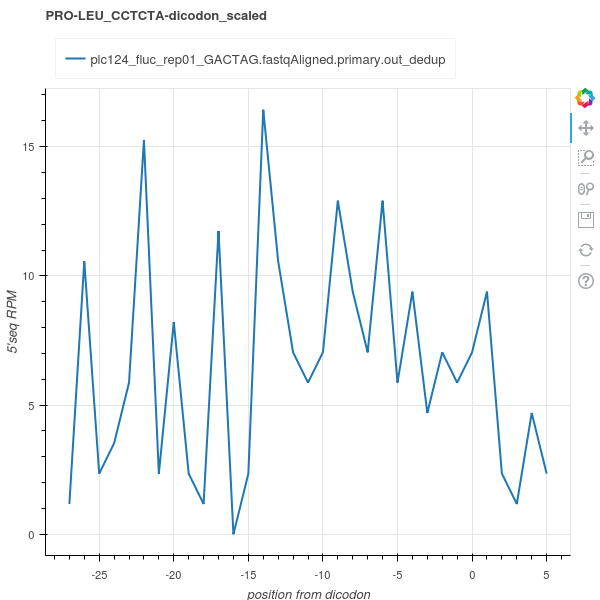 PRO-LEU_CCTCTA-dicodon_scaled
plc124_fluc_rep01_GACTAG.fastqAligned.primary.out_dedup
15
10
5
0
5'seq RPM
-25 -20 -15 -10 -5 0 5
position from dicodon